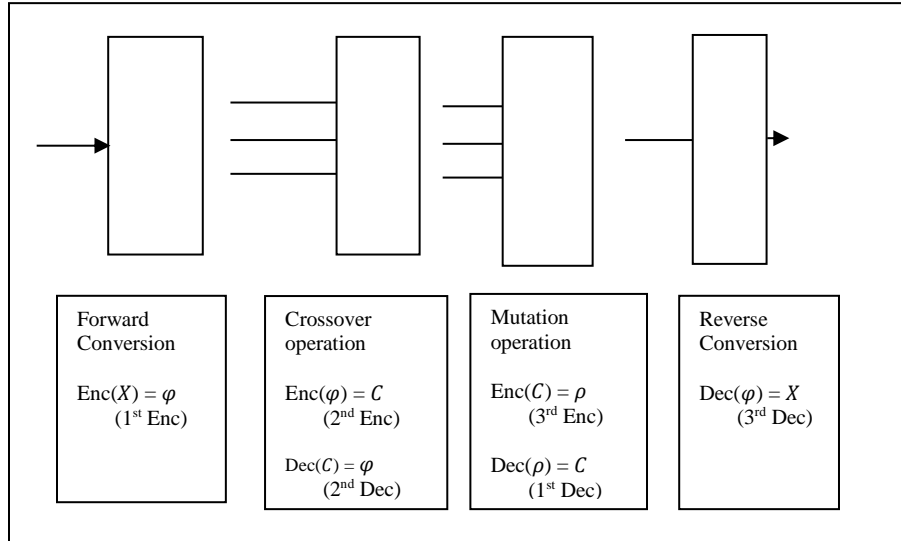 Forward
Conversion
Enc(X) = φ
(1st Enc)
Crossover
operation
Enc(φ) = C
(2nd Enc)
Dec(C) = φ
(2nd Dec)
Mutation
operation
Enc(C) = ρ
(3rd Enc)
Dec(ρ) = C
(1st Dec)
Reverse
Conversion
Dec(φ) = X
(3rd Dec)